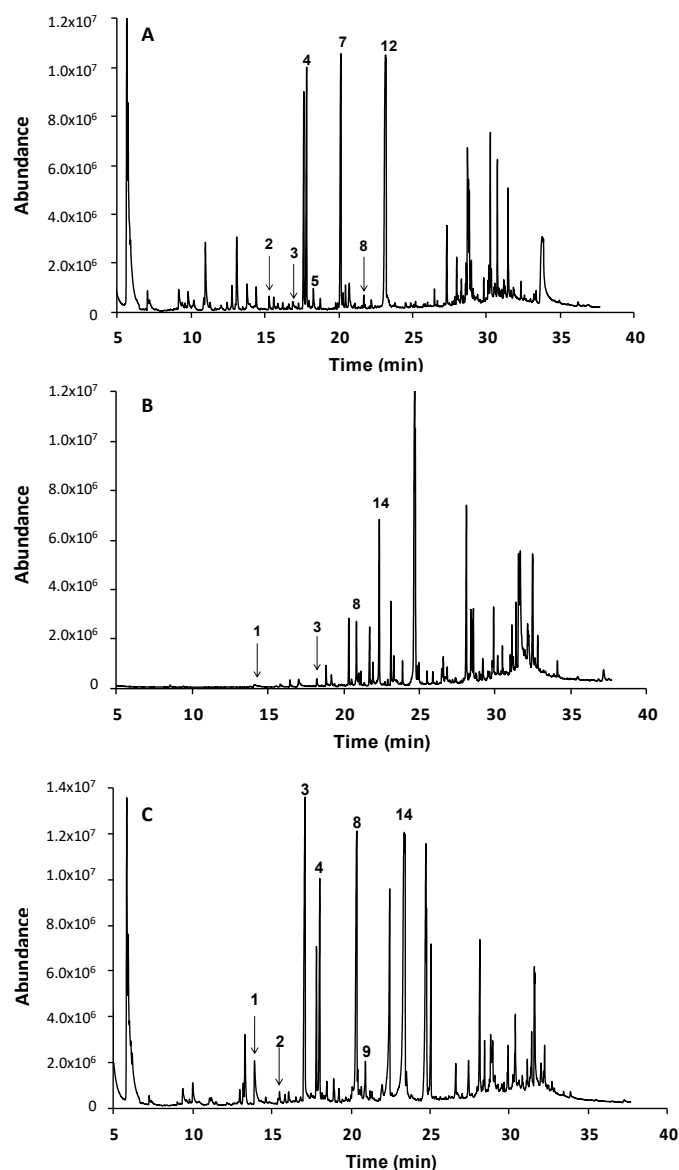 A
Abundance
1.2x10⁷
1.0x10⁷
8.0x10⁶
6.0x10⁶
4.0x10⁶
2.0x10⁶
0
4
7
12
2
3
5
8
5 10 15 20 25 30 35 40
Time (min)
B
Abundance
1.2x10⁷
1.0x10⁷
8.0x10⁶
6.0x10⁶
4.0x10⁶
2.0x10⁶
0
1
3
8
14
5 10 15 20 25 30 35 40
Time (min)
C
Abundance
1.4x10⁷
1.2x10⁷
1.0x10⁷
8.0x10⁶
6.0x10⁶
4.0x10⁶
2.0x10⁶
0
3
8
14
4
1
2
9
5 10 15 20 25 30 35 40
Time (min)